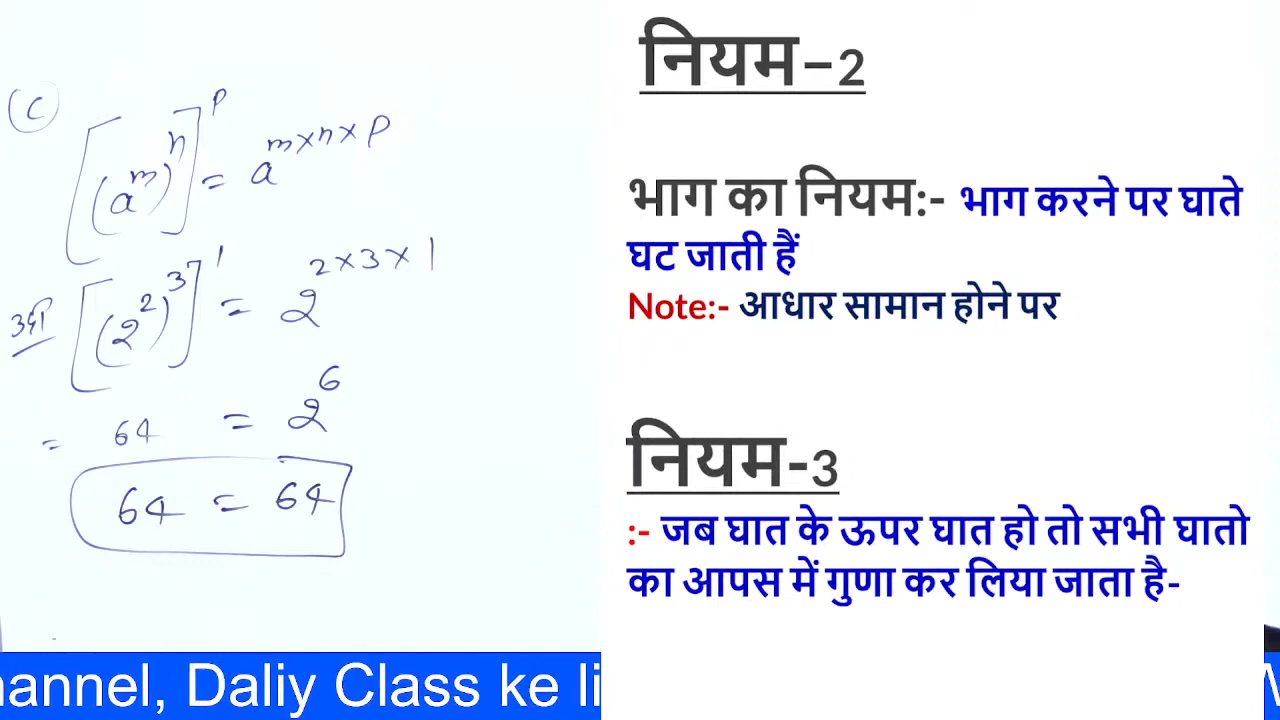 (C)
[(a^m)^n]^p = a^{m×n×p}
उदा [(2^2)^3]^1 = 2^{2×3×1}
= 64 = 2^6
64 = 64
नियम–2
भाग का नियम:- भाग करने पर घाते
घट जाती हैं
Note:- आधार सामान होने पर
नियम-3
:- जब घात के ऊपर घात हो तो सभी घातो
का आपस में गुणा कर लिया जाता है-
hannel, Daliy Class ke li